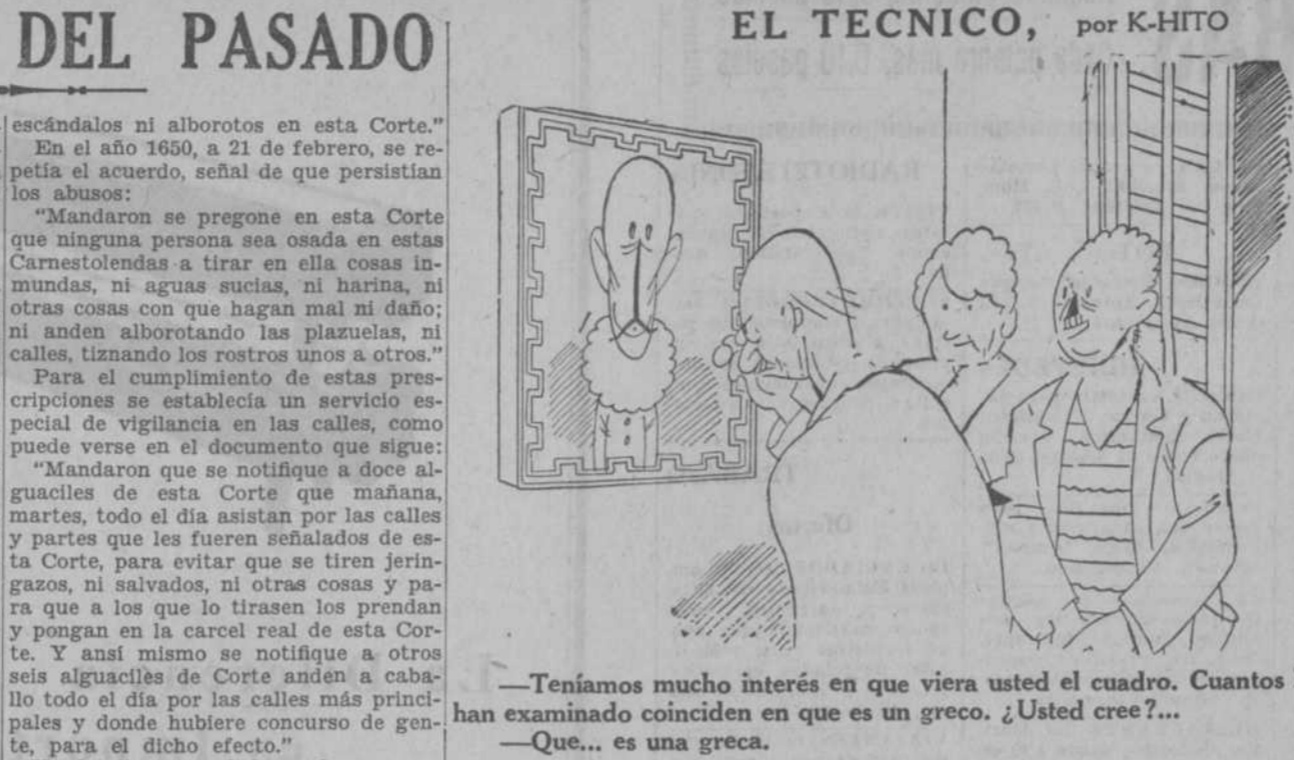 DEL PASADO
escándalos ni alborotos en esta Corte."
En el año 1650, a 21 de febrero, se re-
petía el acuerdo, señal de que persistían
los abusos:
"Mandaron se pregone en esta Corte
que ninguna persona sea osada en estas
Carnestolendas a tirar en ella cosas in-
mundas, ni aguas sucias, ni harina, ni
otras cosas con que hagan mal ni daño;
ni anden alborotando las plazuelas, ni
calles, tiznando los rostros unos a otros."
Para el cumplimiento de estas pres-
cripciones se establecía un servicio es-
pecial de vigilancia en las calles, como
puede verse en el documento que sigue:
"Mandaron que se notifique a doce al-
guaciles de esta Corte que mañana,
martes, todo el día asistan por las calles
y partes que les fueren señalados de es-
ta Corte, para evitar que se tiren jerin-
gazos, ni salvados, ni otras cosas y pa-
ra que a los que lo tirasen los prendan
y pongan en la carcel real de esta Cor-
te. Y ansi mismo se notifique a otros
seis alguaciles de Corte anden a caba-
llo todo el día por las calles más princi-
pales y donde hubiere concurso de gen-
te, para el dicho efecto."
EL TECNICO, por K-HITO
—Teníamos mucho interés en que viera usted el cuadro. Cuantos
han examinado coinciden en que es un greco. ¿Usted cree?...
—Que... es una greca.